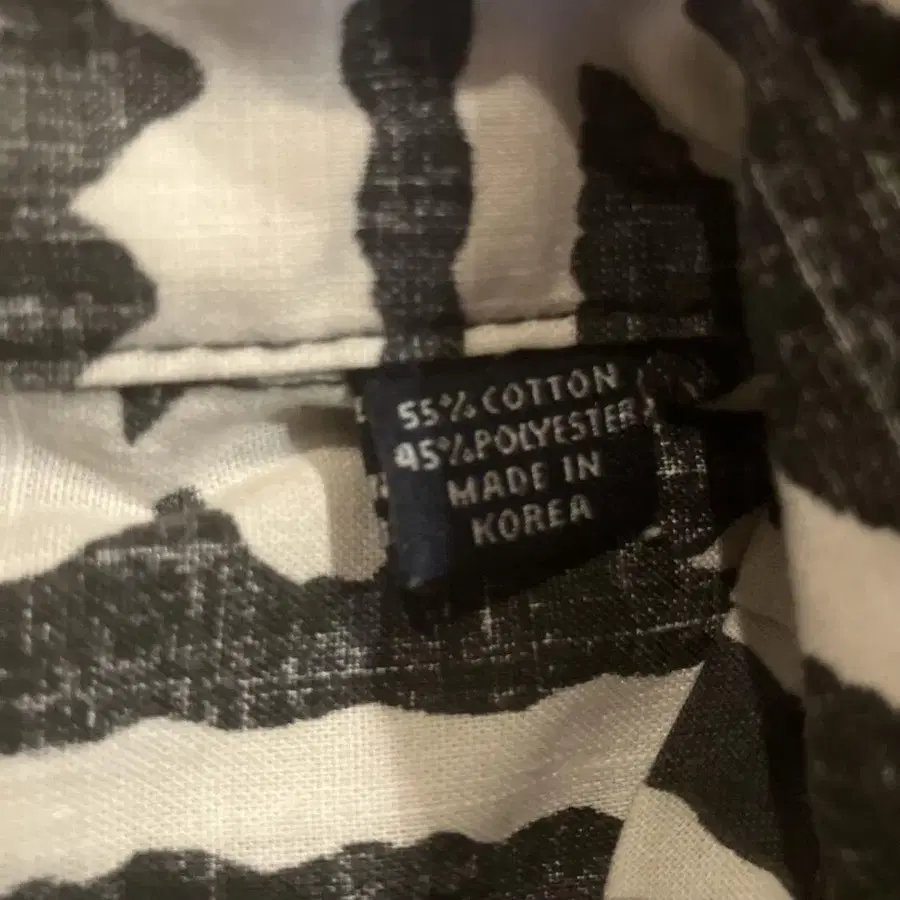 55% COTTON
45% POLYESTER
MADE IN
KOREA